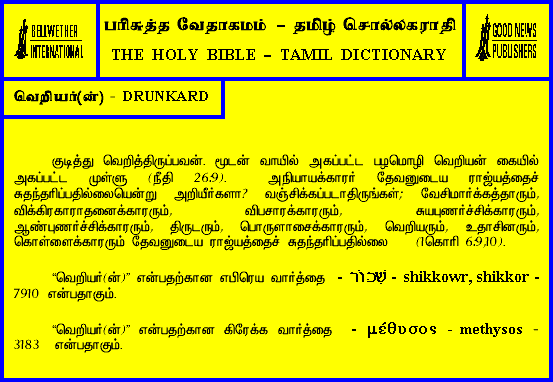 BELLWETHER
INTERNATIONAL
பரிசுத்த வேதாகமம் – தமிழ் சொல்லகராதி
THE HOLY BIBLE – TAMIL DICTIONARY
GOOD NEWS
PUBLISHERS
வெறியர்(ன்) - DRUNKARD
குடித்து வெறித்திருப்பவன். மூடன் வாயில் அகப்பட்ட பழமொழி வெறியன் கையில்
அகப்பட்ட முள்ளு (நீதி 26.9). அநியாயக்காரர் தேவனுடைய ராஜ்யத்தைச்
சுதந்தரிப்பதில்லையென்று அறியீர்களா? வஞ்சிக்கப்படாதிருங்கள்; வேசிமார்க்கத்தாரும்,
விக்கிரகாராதனைக்காரரும், விபசாரக்காரரும், சுயபுணர்ச்சிக்காரரும்,
ஆண்புணர்ச்சிக்காரரும், திருடரும், பொருளாசைக்காரரும், வெறியரும், உதாசினரும்,
கொள்ளைக்காரரும் தேவனுடைய ராஜ்யத்தைச் சுதந்தரிப்பதில்லை (1கொரி 6.9,10).
“வெறியர்(ன்)” என்பதற்கான எபிரெய வார்த்தை - שִׁכּוֹר - shikkowr, shikkor -
7910 என்பதாகும்.
“வெறியர்(ன்)” என்பதற்கான கிரேக்க வார்த்தை - μέθυσος - methysos -
3183 என்பதாகும்.